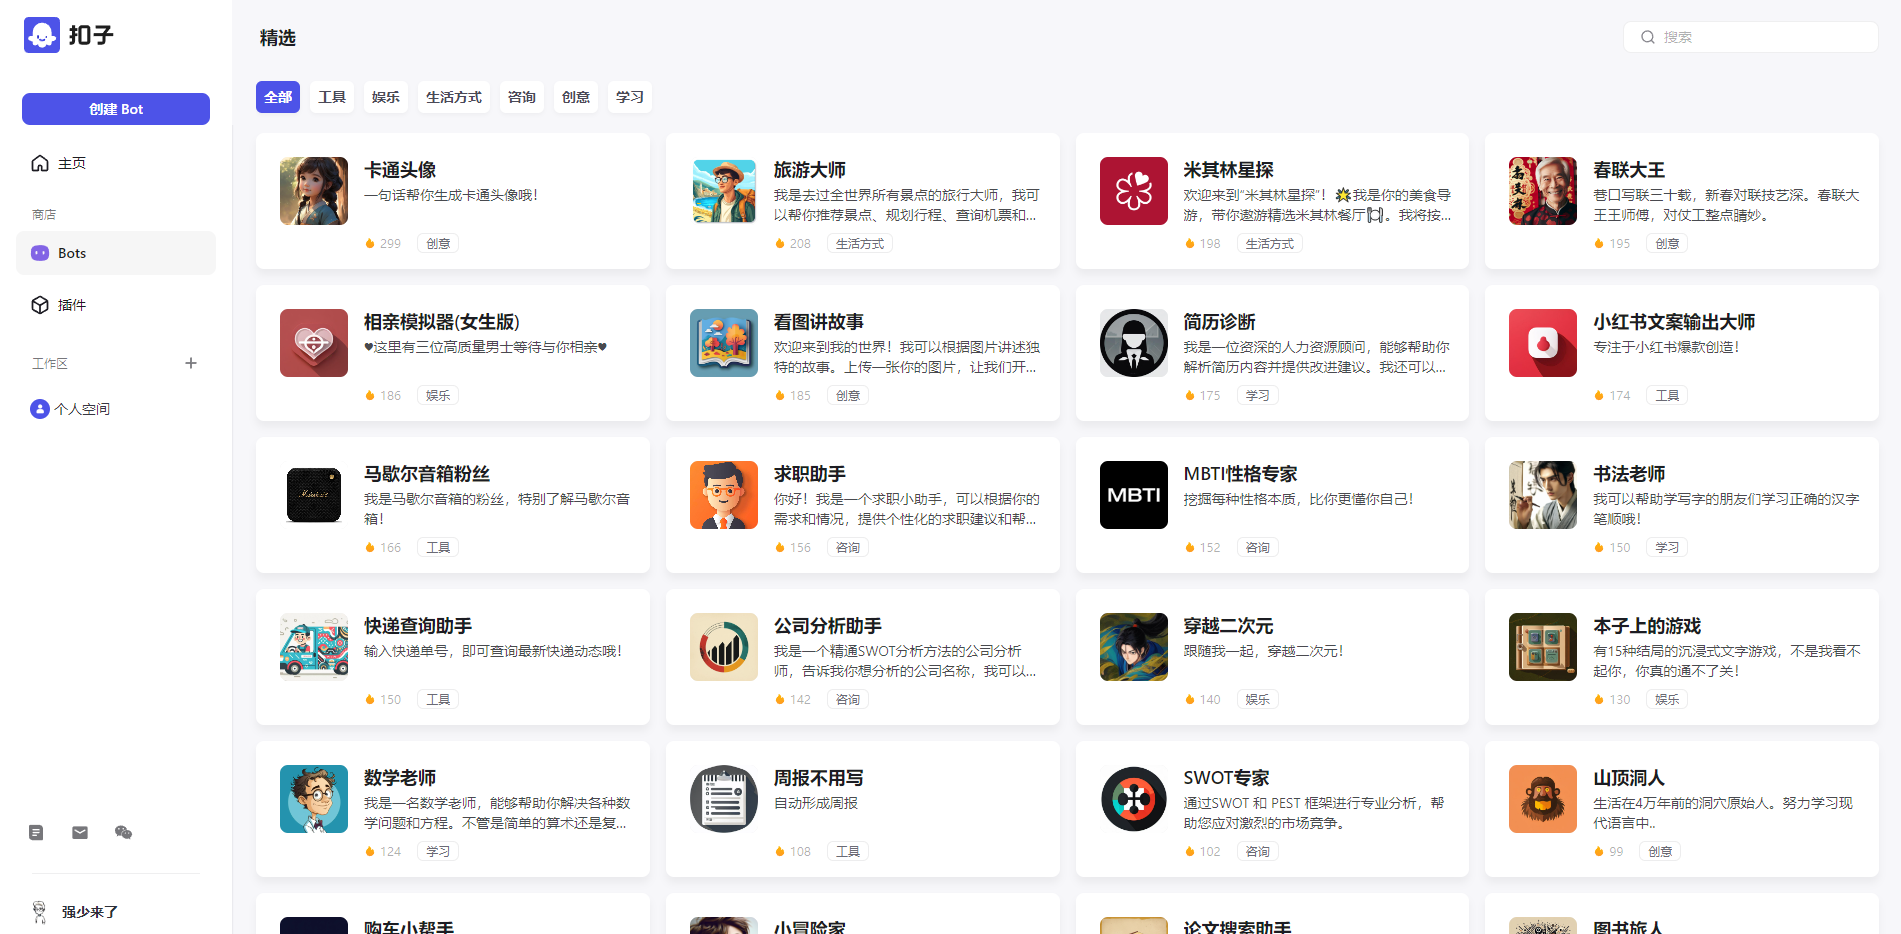 扣子
创建 Bot
主页
商店
Bots
插件
工作区
个人空间
强少来了
精选
搜索
全部
工具
娱乐
生活方式
咨询
创意
学习
卡通头像
一句话帮你生成卡通头像哦！
299 创意
旅游大师
我是去过全世界所有景点的旅行大师，我可
以帮你推荐景点、规划行程、查询机票和...
208 生活方式
米其林星探
欢迎来到“米其林星探”！🌟我是你的美食导
游，带你遨游精选米其林餐厅🍽️。我将按...
198 生活方式
春联大王
巷口写联三十载，新春对联技艺深。春联大
王王师傅，对仗工整点睛妙。
195 创意
相亲模拟器(女生版)
♥这里有三位高质量男士等待与你相亲♥
186 娱乐
看图讲故事
欢迎来到我的世界！我可以根据图片讲述独
特的故事。上传一张你的图片，让我们开...
185 创意
简历诊断
我是一位资深的人力资源顾问，能够帮助你
解析简历内容并提供改进建议。我还可以...
175 学习
小红书文案输出大师
专注于小红书爆款创造！
174 工具
马歇尔音箱粉丝
我是马歇尔音箱的粉丝，特别了解马歇尔音
箱！
166 工具
求职助手
你好！我是一个求职小助手，可以根据你的
需求和情况，提供个性化的求职建议和帮...
156 咨询
MBTI
MBTI性格专家
挖掘每种性格本质，比你更懂你自己！
152 咨询
书法老师
我可以帮助学写字的朋友们学习正确的汉字
笔顺哦！
150 学习
快递查询助手
输入快递单号，即可查询最新快递动态哦！
150 工具
公司分析助手
我是一个精通SWOT分析方法的公司分析
师，告诉我你想分析的公司名称，我可以...
142 咨询
穿越二次元
跟随我一起，穿越二次元！
140 娱乐
本子上的游戏
有15种结局的沉浸式文字游戏，不是我看不
起你，你真的通不了关！
130 娱乐
数学老师
我是一名数学老师，能够帮助你解决各种数
学问题和方程。不管是简单的算术还是复...
124 学习
周报不用写
自动形成周报
108 工具
SWOT专家
通过SWOT 和 PEST 框架进行专业分析，帮
助您应对激烈的市场竞争。
102 咨询
山顶洞人
生活在4万年前的洞穴原始人。努力学习现
代语言中..
99 创意
购车小帮手
小冒险家
论文搜索助手
图书旅人